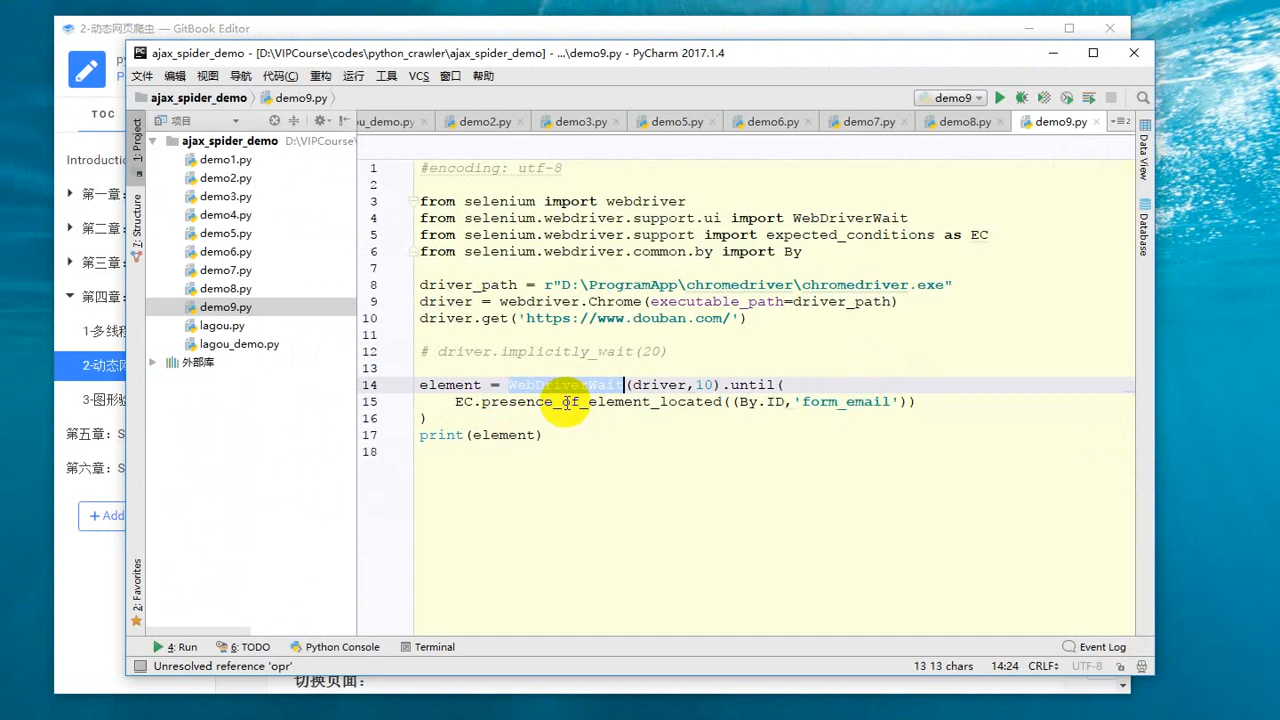 2-动态网页爬虫 — GitBook Editor
ajax_spider_demo - [D:\VIPCourse\codes\python_crawler\ajax_spider_demo] - ...\demo9.py - PyCharm 2017.1.4
文件 编辑 视图 导航 代码(C) 重构 运行 工具 VCS 窗口 帮助
ajax_spider_demo demo9.py
demo9
TOC
项目
u_demo.py demo2.py demo3.py demo5.py demo6.py demo7.py demo8.py demo9.py
ajax_spider_demo D:\VIPCourse\
demo1.py
demo2.py
demo3.py
demo4.py
demo5.py
demo6.py
demo7.py
demo8.py
demo9.py
lagou.py
lagou_demo.py
外部库
Introduction
第一章:
第二章:
第三章:
第四章:
1-多线程
2-动态网
3-图形验
第五章: S
第六章: S
+ Add
1: Project
7: Structure
2: Favorites
1 #encoding: utf-8
2
3 from selenium import webdriver
4 from selenium.webdriver.support.ui import WebDriverWait
5 from selenium.webdriver.support import expected_conditions as EC
6 from selenium.webdriver.common.by import By
7
8 driver_path = r"D:\ProgramApp\chromedriver\chromedriver.exe"
9 driver = webdriver.Chrome(executable_path=driver_path)
10 driver.get('https://www.douban.com/')
11
12 # driver.implicitly_wait(20)
13
14 element = WebDriverWait(driver,10).until(
15 EC.presence_of_element_located((By.ID,'form_email'))
16 )
17 print(element)
18
Data View
Database
4: Run 6: TODO Python Console Terminal Event Log
Unresolved reference 'opr' 13 13 chars 14:24 CRLF UTF-8
切换页面: